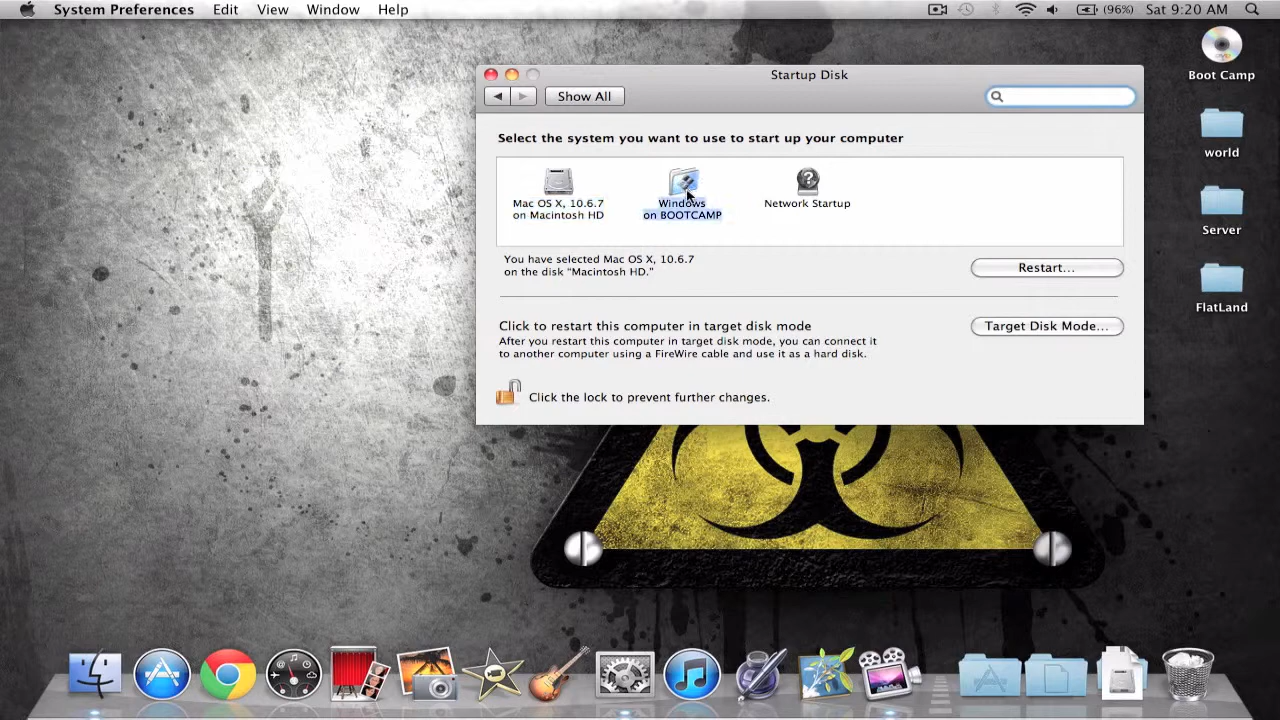 System Preferences Edit View Window Help (96%) Sat 9:20 AM
Startup Disk
Show All
Select the system you want to use to start up your computer
Mac OS X, 10.6.7
on Macintosh HD
Windows
on BOOTCAMP
Network Startup
You have selected Mac OS X, 10.6.7
on the disk "Macintosh HD."
Restart...
Click to restart this computer in target disk mode
After you restart this computer in target disk mode, you can connect it
to another computer using a FireWire cable and use it as a hard disk.
Target Disk Mode...
Click the lock to prevent further changes.
Boot Camp
world
Server
FlatLand